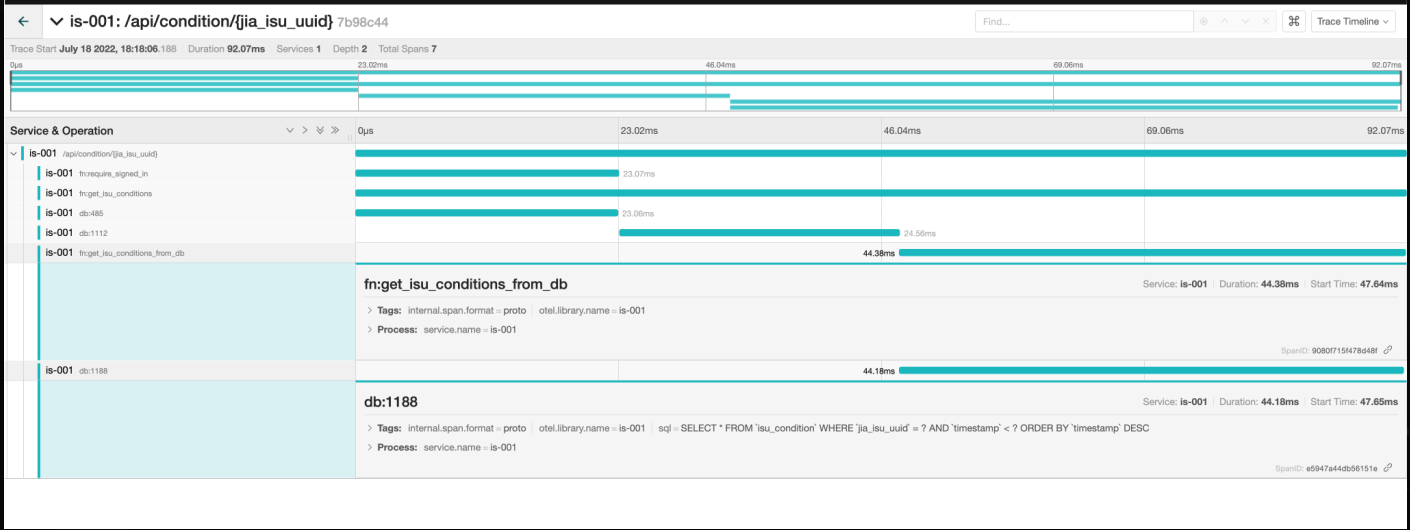 is-001: /api/condition/{jia_isu_uuid} 7b98c44
Find...
Trace Timeline
Trace Start July 18 2022, 18:18:06.188 Duration 92.07ms Services 1 Depth 2 Total Spans 7
0μs 23.02ms 46.04ms 69.06ms 92.07ms
Service & Operation 0μs 23.02ms 46.04ms 69.06ms 92.07ms
is-001 /api/condition/{jia_isu_uuid}
is-001 fn:require_signed_in 23.07ms
is-001 fn:get_isu_conditions
is-001 db:485 23.06ms
is-001 db:1112 24.56ms
is-001 fn:get_isu_conditions_from_db 44.38ms
fn:get_isu_conditions_from_db Service: is-001 Duration: 44.38ms Start Time: 47.64ms
Tags: internal.span.format = proto otel.library.name = is-001
Process: service.name = is-001
SpanID: 9080f715f478d48f
is-001 db:1188 44.18ms
db:1188 Service: is-001 Duration: 44.18ms Start Time: 47.65ms
Tags: internal.span.format = proto otel.library.name = is-001 sql = SELECT * FROM `isu_condition` WHERE `jia_isu_uuid` = ? AND `timestamp` < ? ORDER BY `timestamp` DESC
Process: service.name = is-001
SpanID: e5947a44db56151e